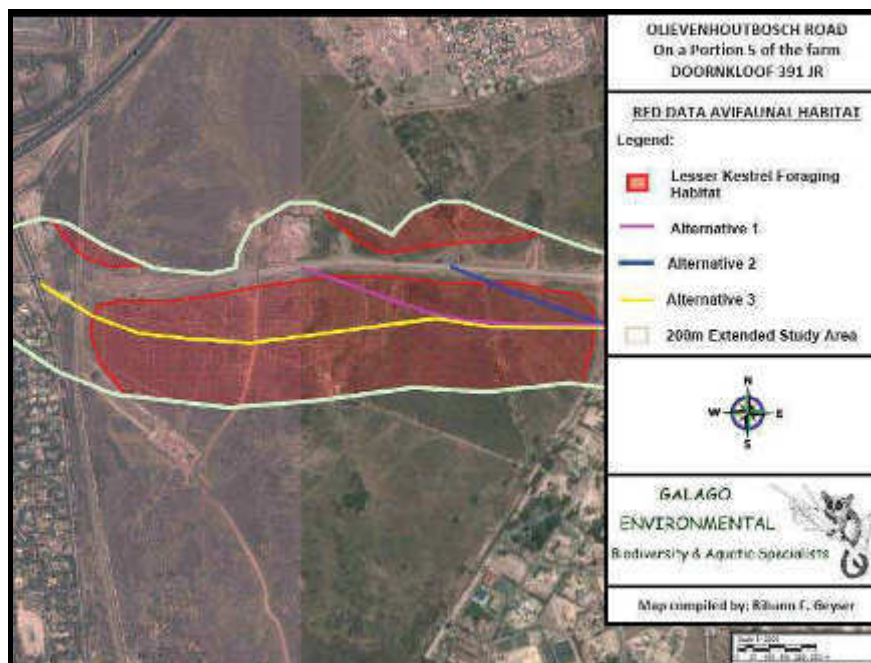 OLIEVENHOUTBOSCH ROAD
On a Portion 5 of the farm
DOORNKLOOF 391 JR
RED DATA AVIFAUNAL HABITAT
Legend:
Lesser Kestrel Foraging
Habitat
Alternative 1
Alternative 2
Alternative 3
200m Extended Study Area
N
W E
S
GALAGO
ENVIRONMENTAL
Biodiversity & Aquatic Specialists
Map compiled by: F. Geyser